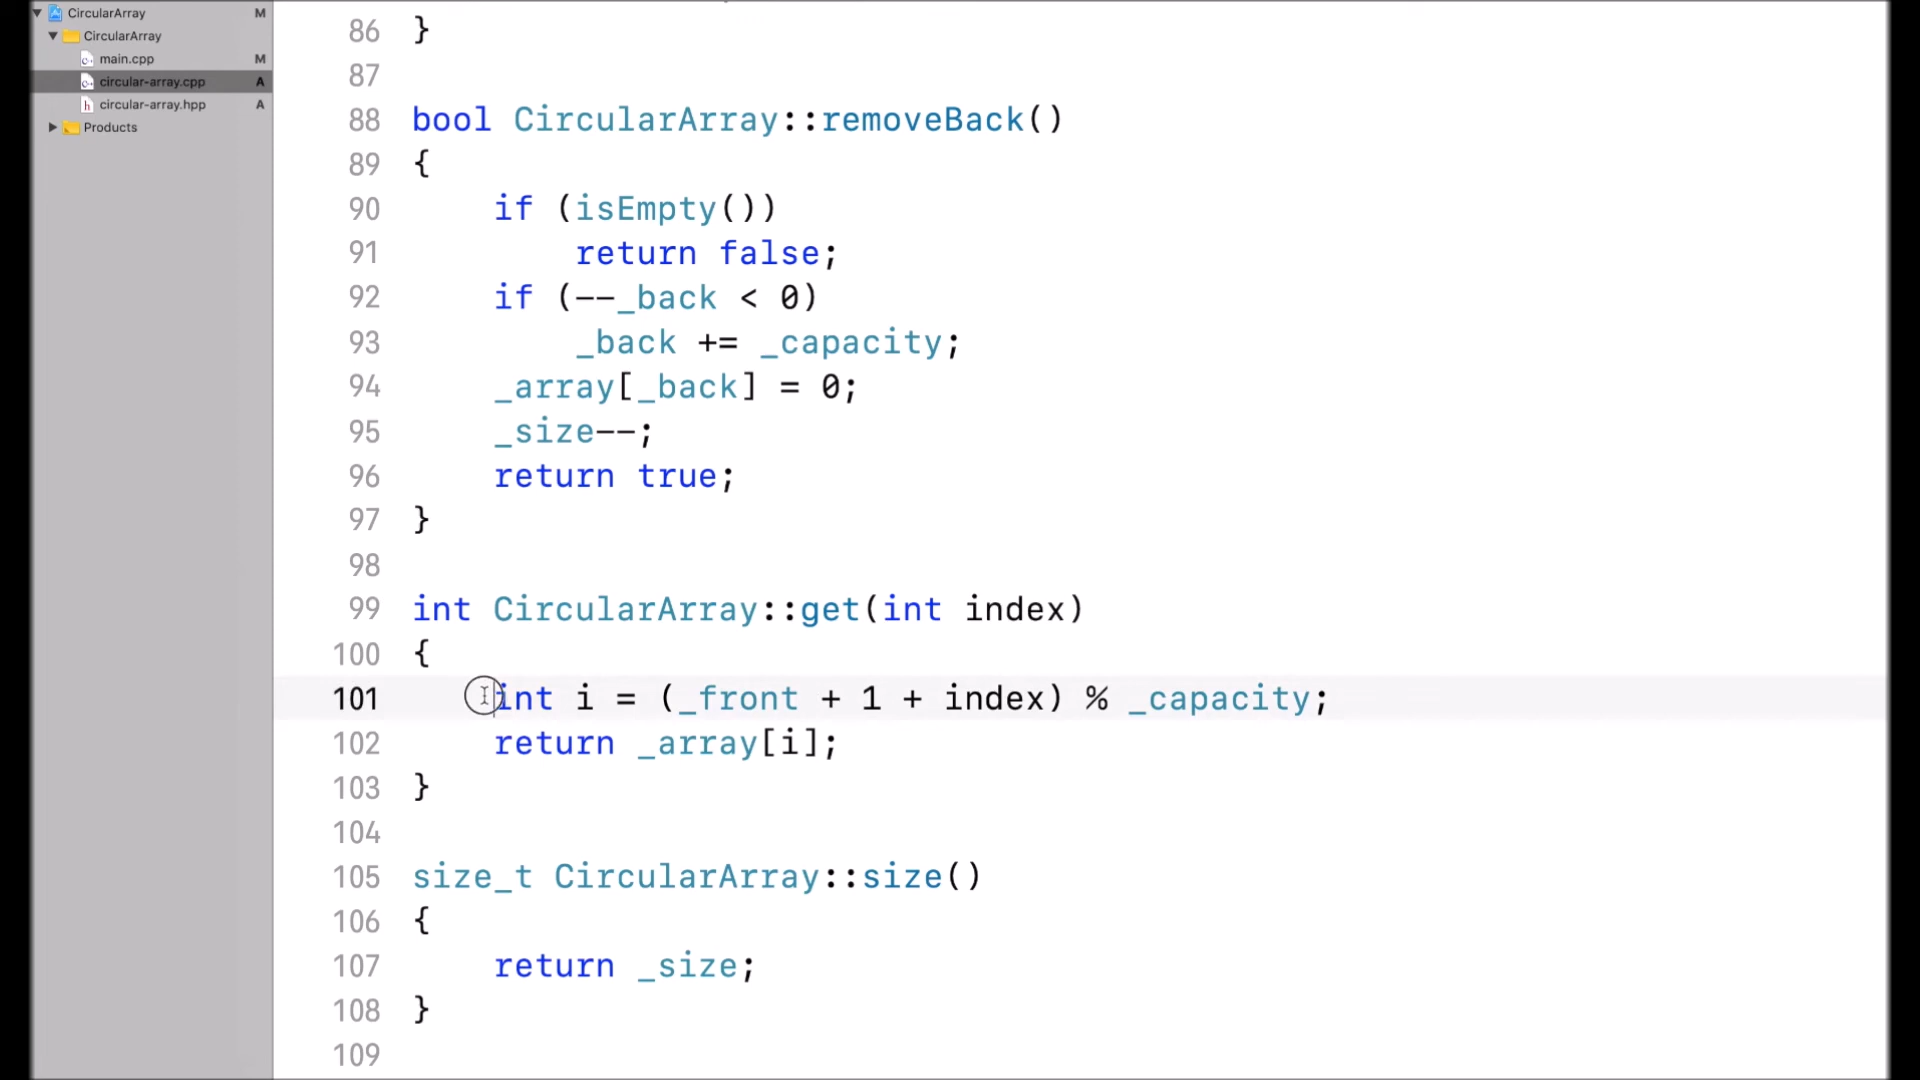 CircularArray M
CircularArray
main.cpp M
circular-array.cpp A
circular-array.hpp A
Products
86 }
87
88 bool CircularArray::removeBack()
89 {
90 if (isEmpty())
91 return false;
92 if (--_back < 0)
93 _back += _capacity;
94 _array[_back] = 0;
95 _size--;
96 return true;
97 }
98
99 int CircularArray::get(int index)
100 {
101 int i = (_front + 1 + index) % _capacity;
102 return _array[i];
103 }
104
105 size_t CircularArray::size()
106 {
107 return _size;
108 }
109